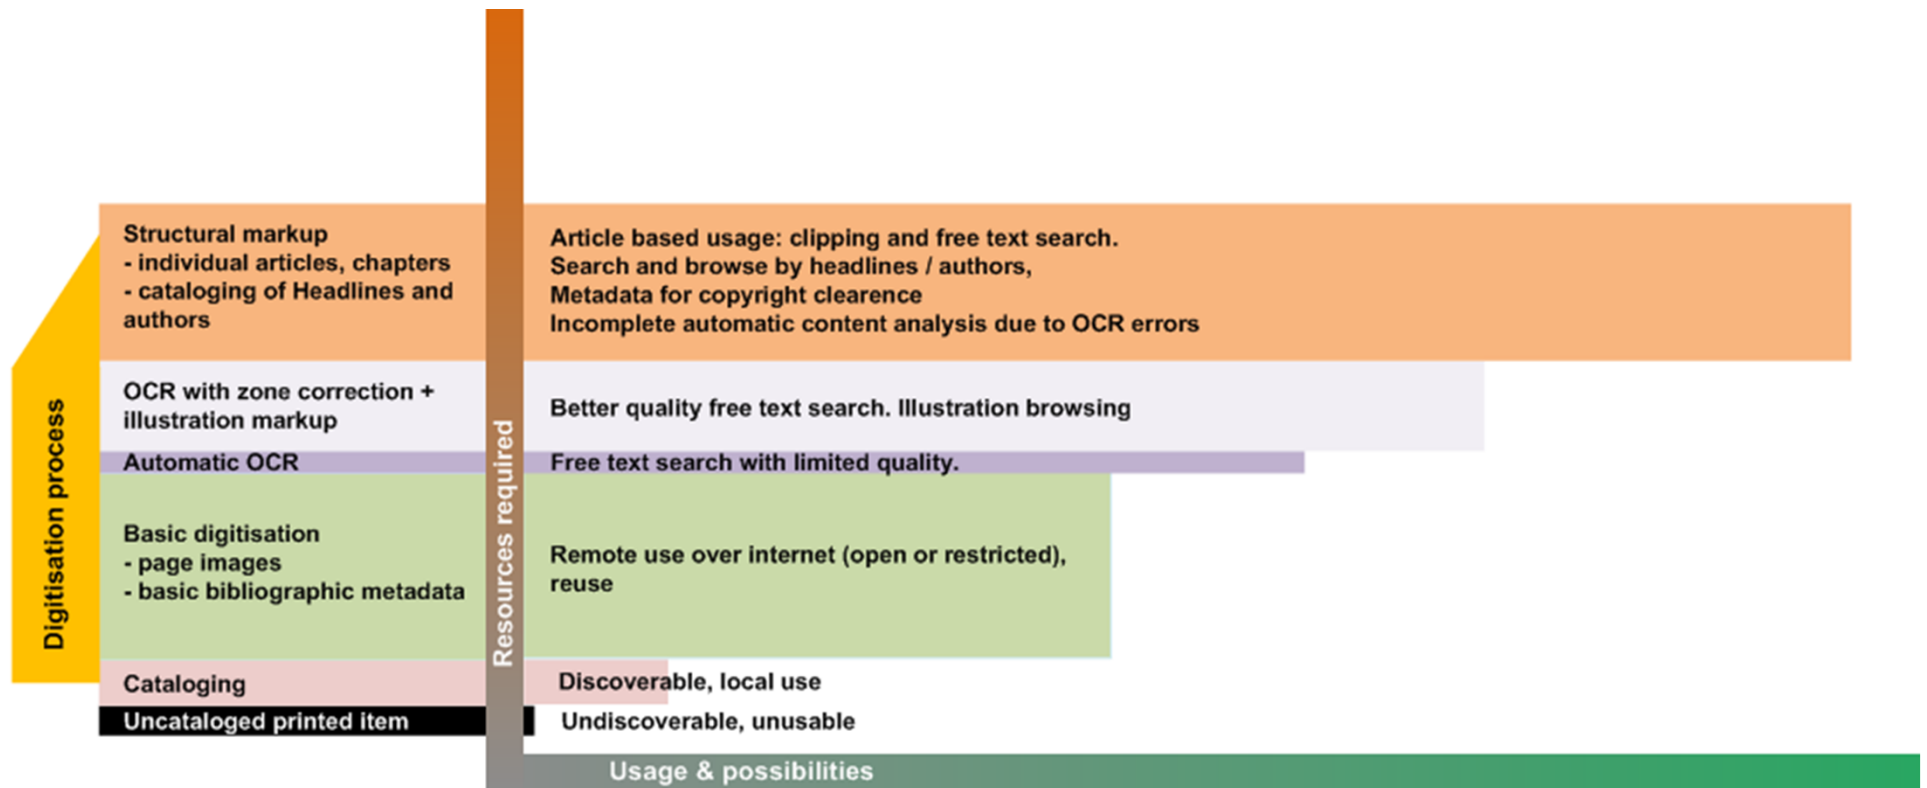 Structural markup
- individual articles, chapters
- cataloging of Headlines and
authors
Article based usage: clipping and free text search.
Search and browse by headlines / authors,
Metadata for copyright clearence
Incomplete automatic content analysis due to OCR errors
OCR with zone correction +
illustration markup
Better quality free text search. Illustration browsing
Automatic OCR
Free text search with limited quality.
Basic digitisation
- page images
- basic bibliographic metadata
Remote use over internet (open or restricted),
reuse
Cataloging
Discoverable, local use
Uncataloged printed item
Undiscoverable, unusable
Digitisation process
Resources required
Usage & possibilities